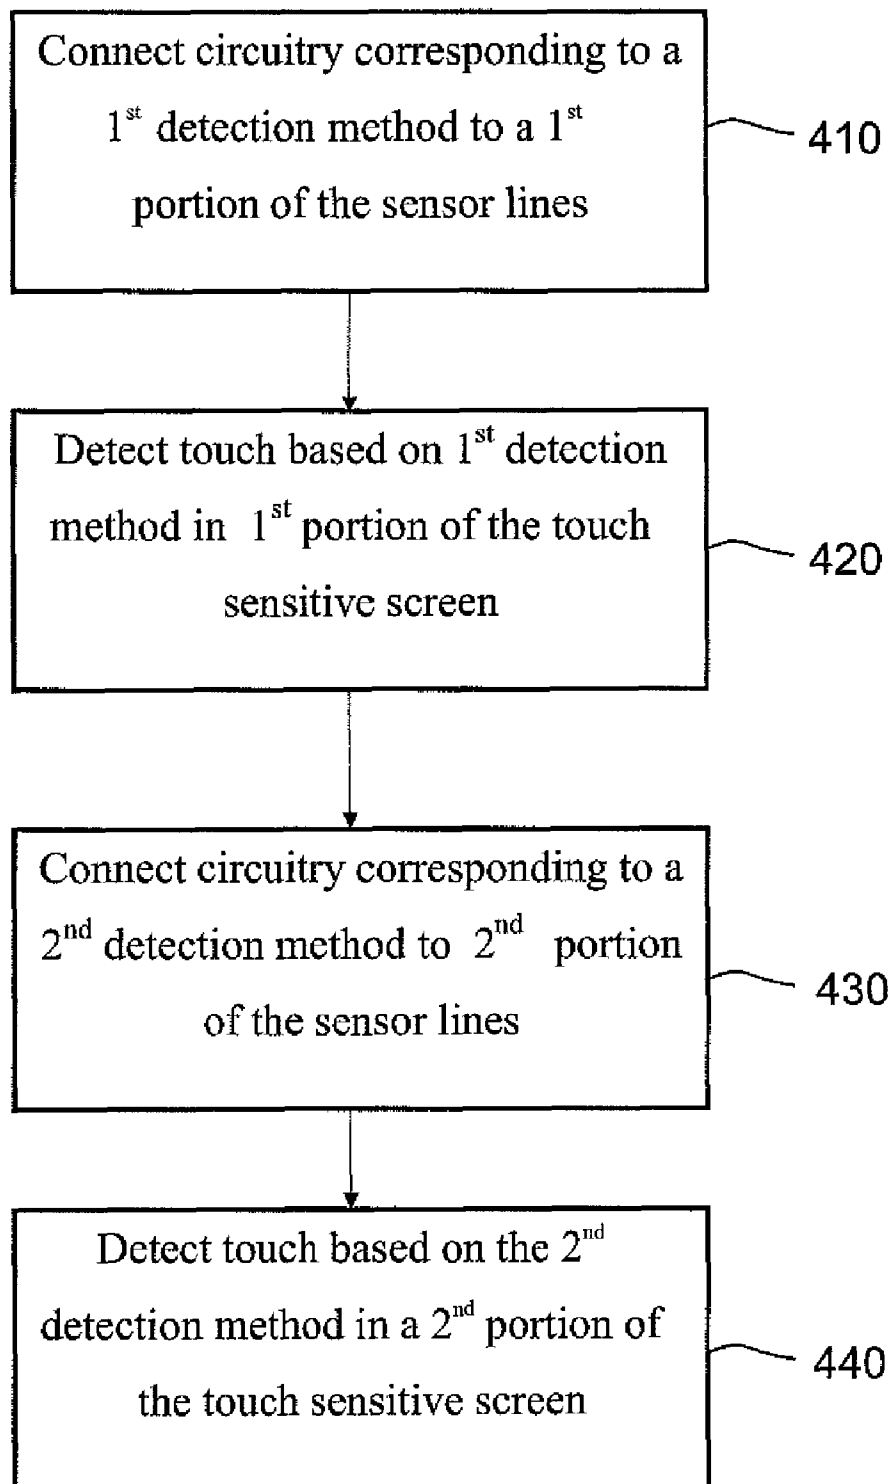 Connect circuitry corresponding to a
1st detection method to a 1st
portion of the sensor lines
410
Detect touch based on 1st detection
method in 1st portion of the touch
sensitive screen
420
Connect circuitry corresponding to a
2nd detection method to 2nd portion
of the sensor lines
430
Detect touch based on the 2nd
detection method in a 2nd portion of
the touch sensitive screen
440